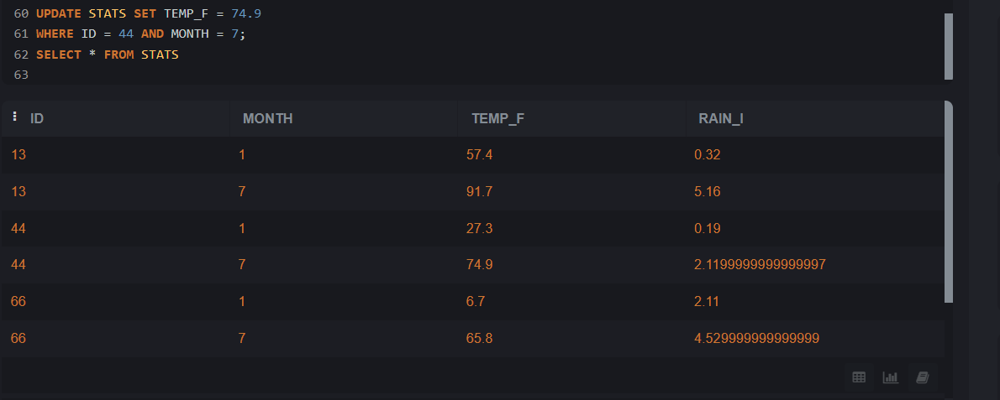 60 UPDATE STATS SET TEMP_F = 74.9
61 WHERE ID = 44 AND MONTH = 7;
62 SELECT * FROM STATS
63
ID MONTH TEMP_F RAIN_I
13 1 57.4 0.32
13 7 91.7 5.16
44 1 27.3 0.19
44 7 74.9 2.1199999999999997
66 1 6.7 2.11
66 7 65.8 4.529999999999999